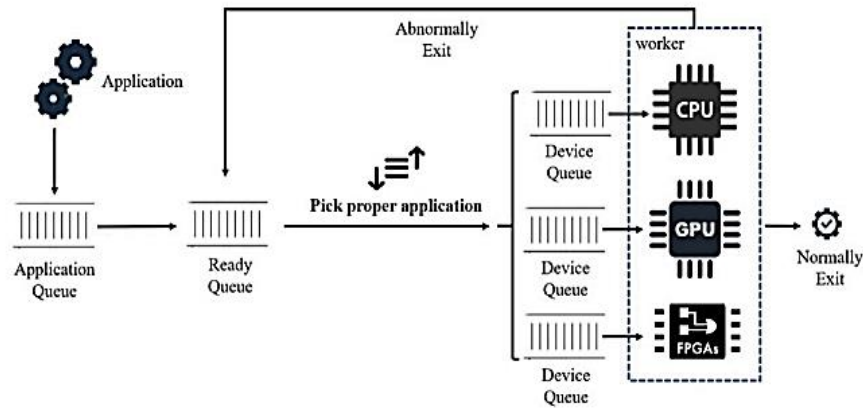 Abnormally
Exit
worker
Application
CPU
Device
Queue
Pick proper application
GPU
Application
Queue
Ready
Queue
Device
Queue
Normally
Exit
FPGAs
Device
Queue